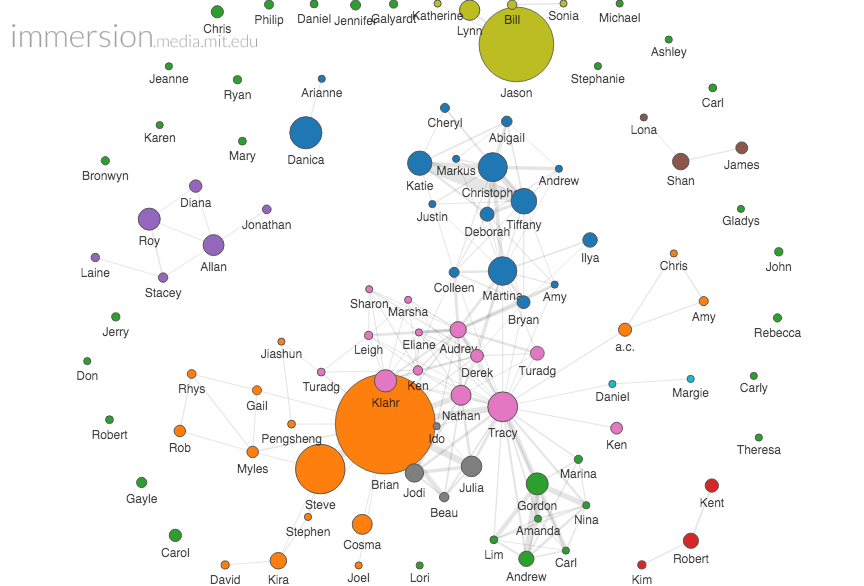 Chris
Philip
Daniel
Jennifer
Galyardt
Katherine
Lynn
Bill
Sonia
Michael
immersion.media.mit.edu
Ashley
Jeanne
Ryan
Arianne
Jason
Stephanie
Carl
Cheryl
Abigail
Lona
Karen
Mary
Danica
Bronwyn
Katie
Markus
Christophe
Andrew
Shan
James
Diana
Roy
Jonathan
Allan
Justin
Deborah
Tiffany
Gladys
Laine
Stacey
Colleen
Martina
Amy
Ilya
Chris
John
Sharon
Marsha
Bryan
Amy
Jerry
Jiashun
Leigh
Eliane
Audrey
Derek
Turadg
a.c.
Rebecca
Don
Rhys
Gail
Turadg
Klahr
Ken
Nathan
Tracy
Daniel
Margie
Carly
Robert
Rob
Myles
Pengsheng
Ido
Ken
Theresa
Gayle
Steve
Brian
Jodi
Julia
Beau
Gordon
Marina
Kent
Carol
Stephen
Cosma
Amanda
Nina
David
Kira
Joel
Lori
Lim
Andrew
Carl
Kim
Robert